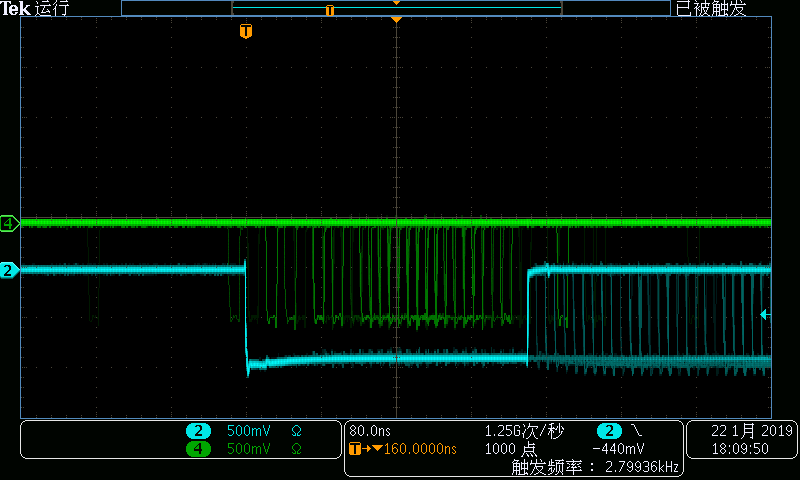 Tek 运行 已被触发
T
T
4
2
2 500mV Ω
4 500mV Ω
80.0ns 1.25G次/秒 2 \ 
T→▼160.0000ns 1000 点 −440mV
触发频率： 2.79936kHz
22 1月 2019
18:09:50